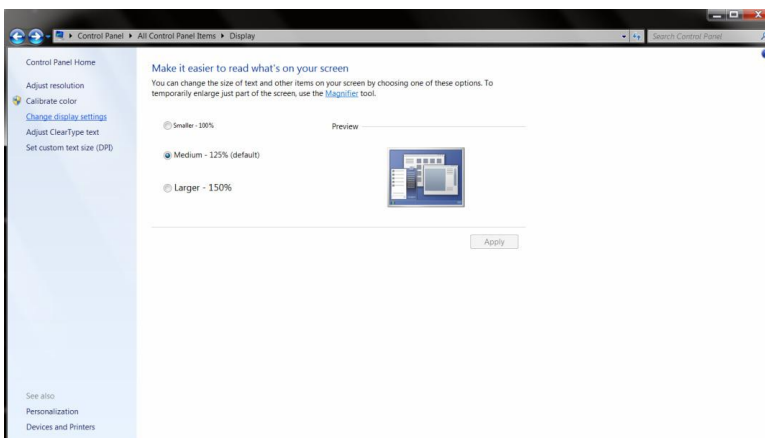 Control Panel ▸ All Control Panel Items ▸ Display
Search Control Panel
Control Panel Home
Adjust resolution
Calibrate color
Change display settings
Adjust ClearType text
Set custom text size (DPI)
Make it easier to read what's on your screen
You can change the size of text and other items on your screen by choosing one of these options. To
temporarily enlarge just part of the screen, use the Magnifier tool.
Smaller - 100%
Preview
Medium - 125% (default)
Larger - 150%
Apply
See also
Personalization
Devices and Printers